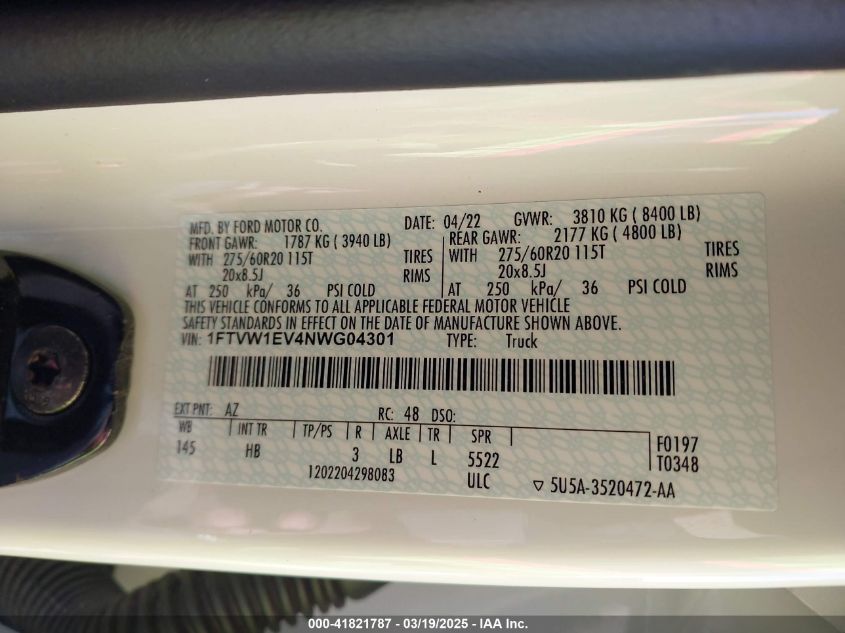 MFD. BY FORD MOTOR CO. DATE: 04/22 GVWR: 3810 KG ( 8400 LB)
FRONT GAWR: 1787 KG ( 3940 LB) REAR GAWR: 2177 KG ( 4800 LB)
WITH 275/60R20 115T TIRES WITH 275/60R20 115T TIRES
20x8.5J RIMS 20x8.5J RIMS
AT 250 kPa/ 36 PSI COLD AT 250 kPa/ 36 PSI COLD
THIS VEHICLE CONFORMS TO ALL APPLICABLE FEDERAL MOTOR VEHICLE
SAFETY STANDARDS IN EFFECT ON THE DATE OF MANUFACTURE SHOWN ABOVE.
VIN: 1FTVW1EV4NWG04301 TYPE: Truck
EXT PNT: AZ RC: 48 DSO:
WB INT TR TP/PS R AXLE TR SPR F0197
145 HB 3 LB L 5522 T0348
1202204298083 ULC ▽ 5U5A-3520472-AA
000-41821787 - 03/19/2025 - IAA Inc.